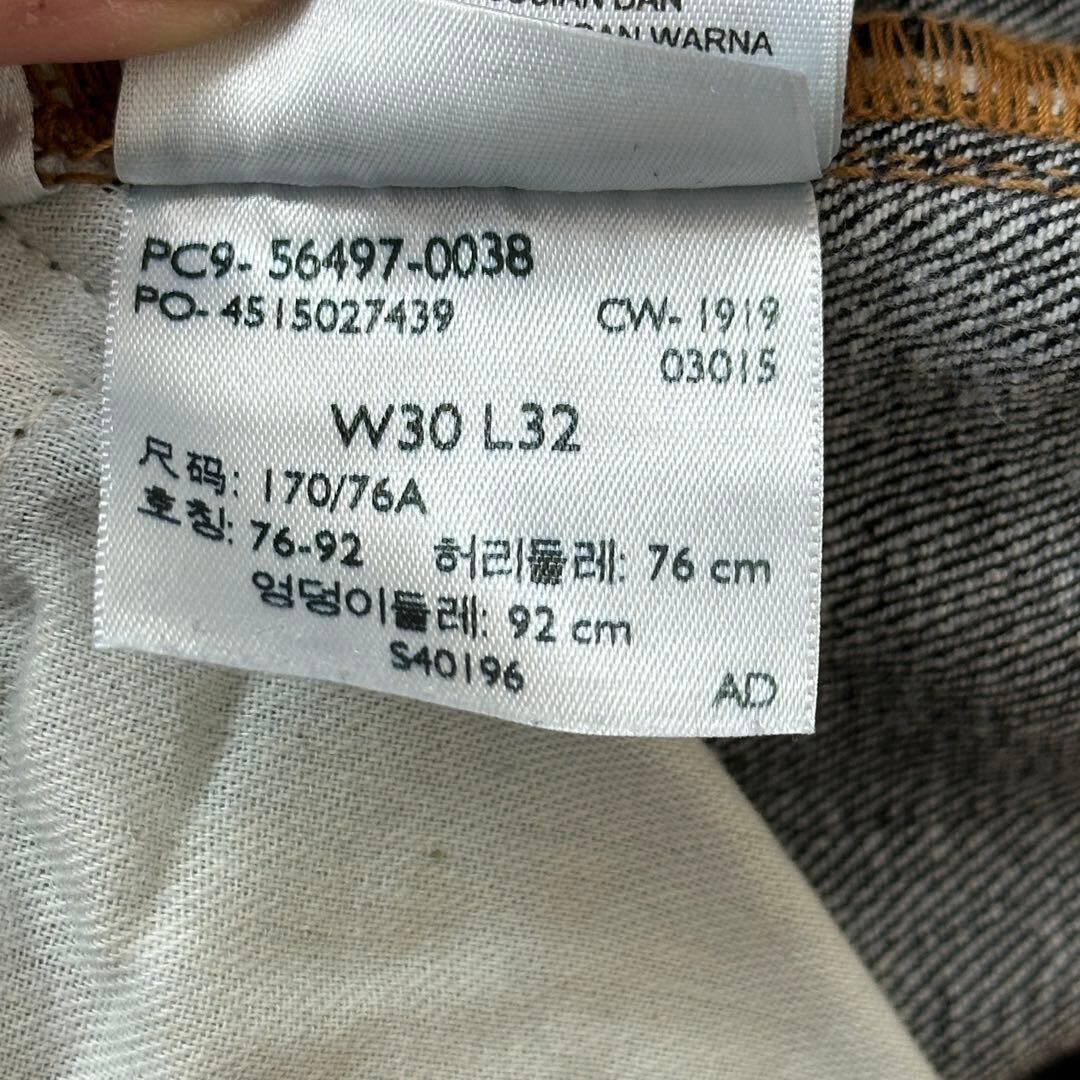 WARNA
PC9- 56497-0038
PO- 4515027439 CW- 1919
03015
W30 L32
尺码: 170/76A
호칭: 76-92 허리둘레: 76 cm
엉덩이둘레: 92 cm
S40196
AD